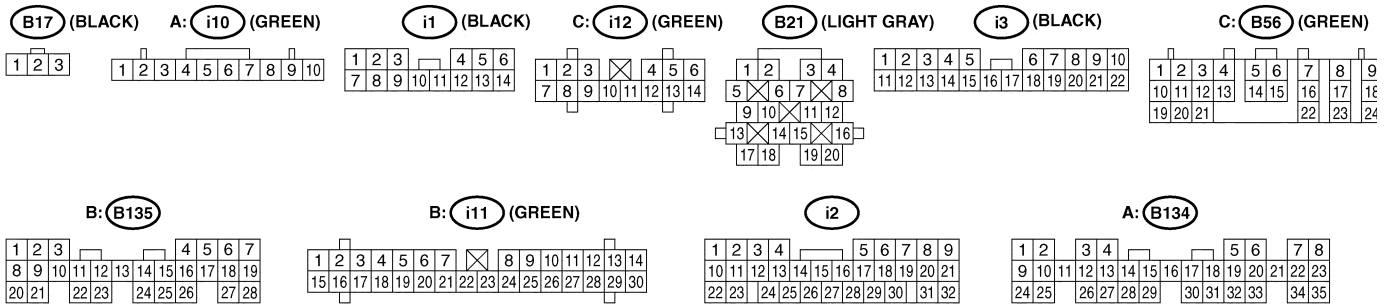 B17 (BLACK) A: i10 (GREEN) i1 (BLACK) C: i12 (GREEN) B21 (LIGHT GRAY) i3 (BLACK) C: B56 (GREEN)
1 2 3
1 2 3 4 5 6 7 8 9 10
1 2 3 4 5 6
7 8 9 10 11 12 13 14
1 2 3 4 5 6
7 8 9 10 11 12 13 14
1 2 3 4
5 6 7 8
9 10 11 12
13 14 15 16
17 18 19 20
1 2 3 4 5 6 7 8 9 10
11 12 13 14 15 16 17 18 19 20 21 22
1 2 3 4 5 6 7 8 9
10 11 12 13 14 15 16 17 18
19 20 21 22 23 24
B: B135 B: i11 (GREEN) i2 A: B134
1 2 3 4 5 6 7
8 9 10 11 12 13 14 15 16 17 18 19
20 21 22 23 24 25 26 27 28
1 2 3 4 5 6 7 8 9 10 11 12 13 14
15 16 17 18 19 20 21 22 23 24 25 26 27 28 29 30
1 2 3 4 5 6 7 8 9
10 11 12 13 14 15 16 17 18 19 20 21
22 23 24 25 26 27 28 29 30 31 32
1 2 3 4 5 6 7 8
9 10 11 12 13 14 15 16 17 18 19 20 21 22 23
24 25 26 27 28 29 30 31 32 33 34 35